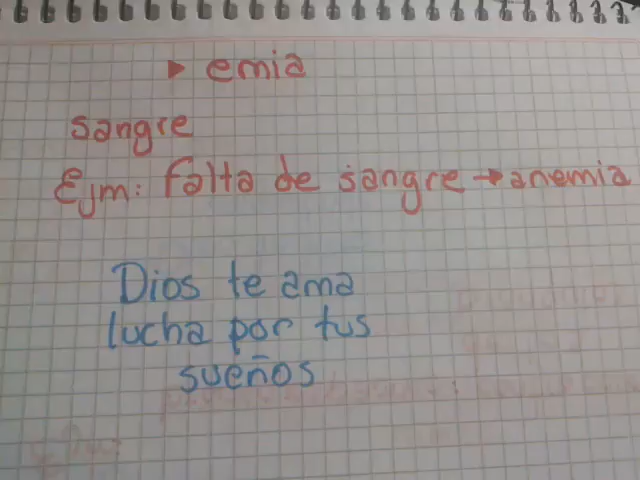 ▸ emia
sangre
Ejm: falta de sangre → anemia
Dios te ama
lucha por tus
sueños